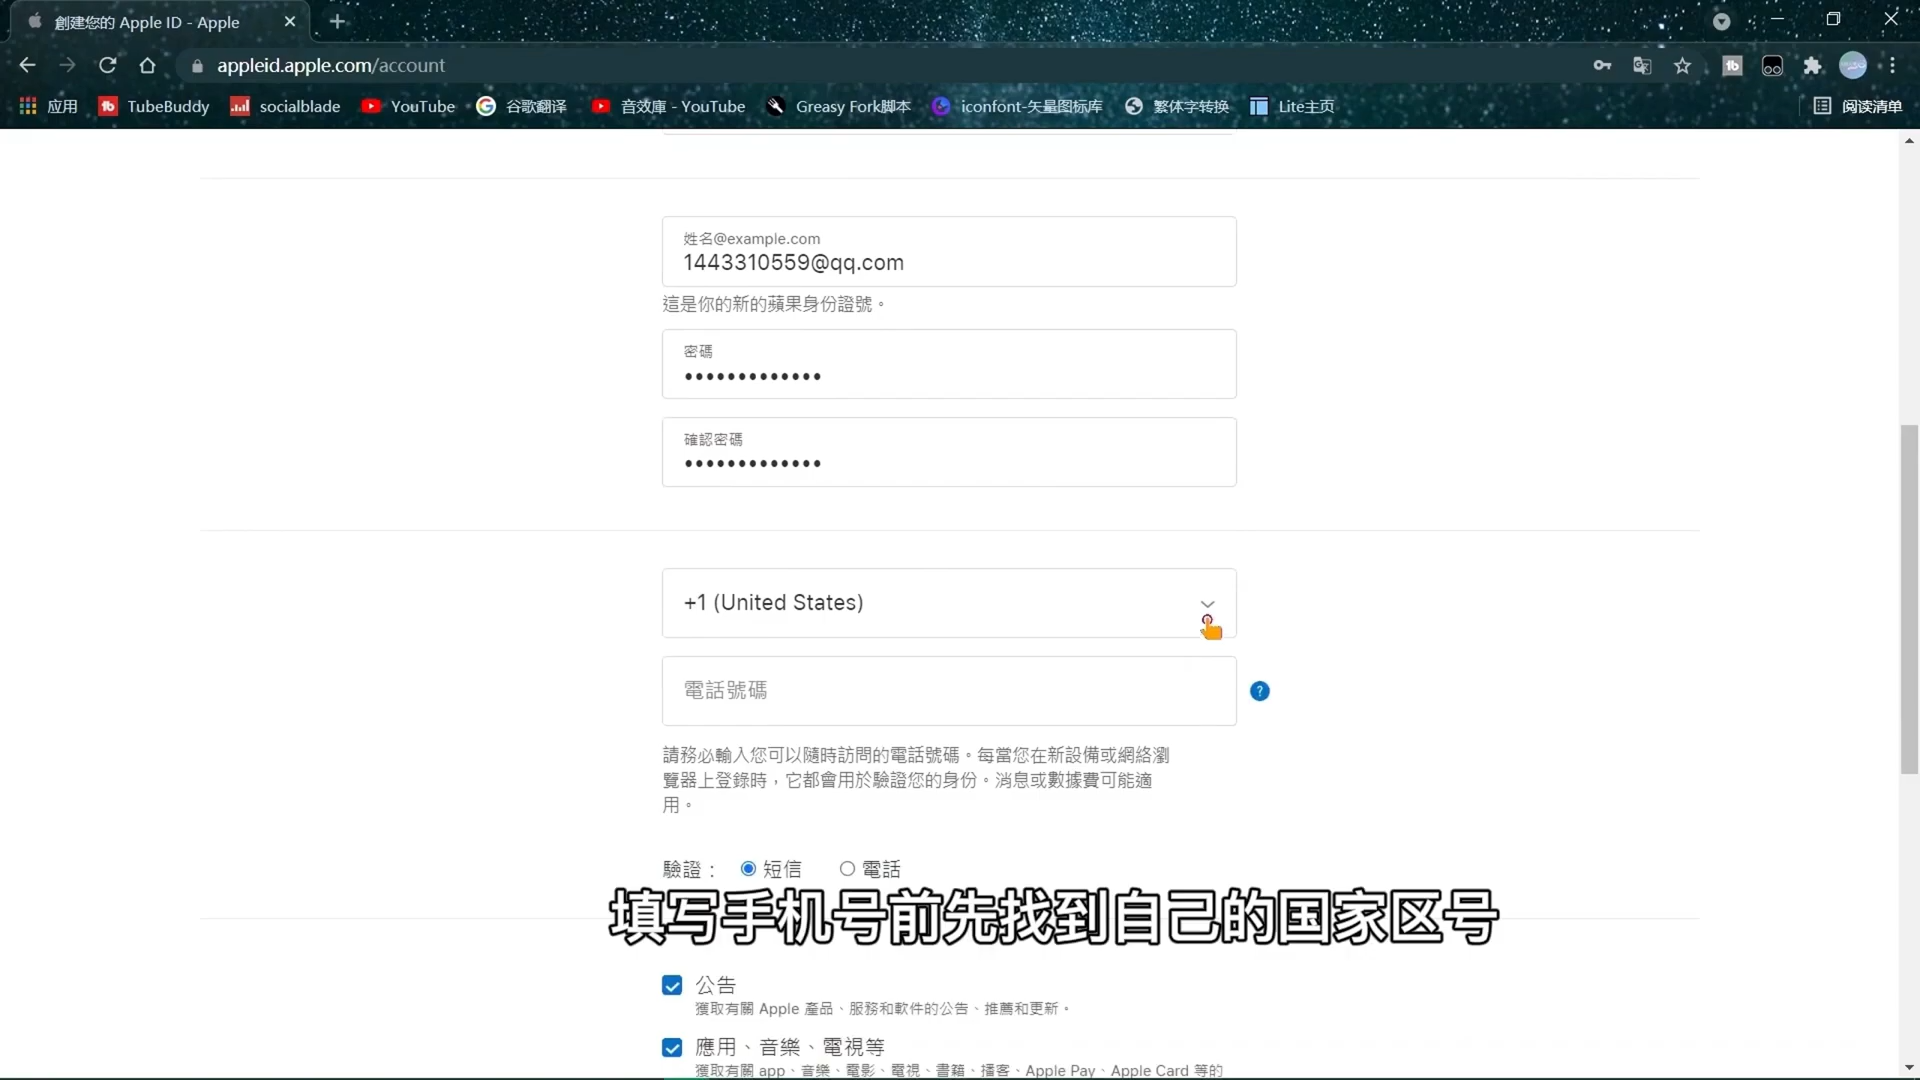 創建您的 Apple ID - Apple
appleid.apple.com/account
应用 TubeBuddy socialblade YouTube 谷歌翻译 音效庫 - YouTube Greasy Fork脚本 iconfont-矢量图标库 繁体字转换 Lite主页 阅读清单
姓名@example.com
1443310559@qq.com
這是你的新的蘋果身份證號。
密碼
•••••••••••••
確認密碼
•••••••••••••
+1 (United States)
電話號碼
?
請務必輸入您可以隨時訪問的電話號碼。每當您在新設備或網絡瀏
覽器上登錄時，它都會用於驗證您的身份。消息或數據費可能適
用。
驗證： 短信 電話
填写手机号前先找到自己的国家区号
公告
獲取有關 Apple 產品、服務和軟件的公告、推薦和更新。
應用、音樂、電視等
獲取有關 app、音樂、電影、電視、書籍、播客、Apple Pay、Apple Card 等的